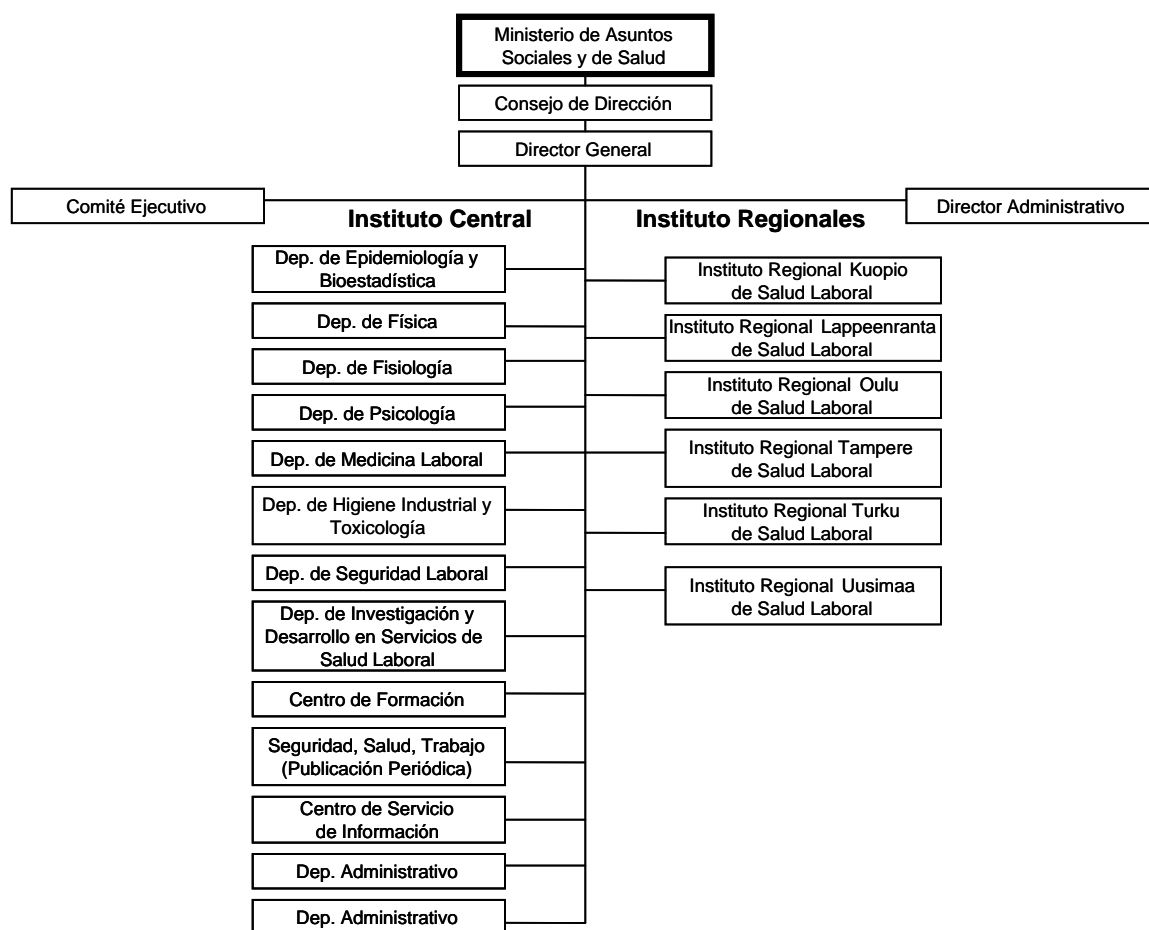 Ministerio de Asuntos
Sociales y de Salud
Consejo de Dirección
Director General
Comité Ejecutivo
Director Administrativo
Instituto Central
Dep. de Epidemiología y
Bioestadística
Dep. de Física
Dep. de Fisiología
Dep. de Psicología
Dep. de Medicina Laboral
Dep. de Higiene Industrial y
Toxicología
Dep. de Seguridad Laboral
Dep. de Investigación y
Desarrollo en Servicios de
Salud Laboral
Centro de Formación
Seguridad, Salud, Trabajo
(Publicación Periódica)
Centro de Servicio
de Información
Dep. Administrativo
Dep. Administrativo
Instituto Regionales
Instituto Regional Kuopio
de Salud Laboral
Instituto Regional Lappeenranta
de Salud Laboral
Instituto Regional Oulu
de Salud Laboral
Instituto Regional Tampere
de Salud Laboral
Instituto Regional Turku
de Salud Laboral
Instituto Regional Uusimaa
de Salud Laboral